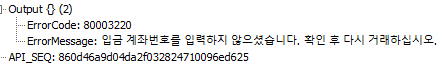 Output {} (2)
ErrorCode: 80003220
ErrorMessage: 입금 계좌번호를 입력하지 않으셨습니다. 확인 후 다시 거래하십시오.
API_SEQ: 860d46a9d04da2f032824710096ed625